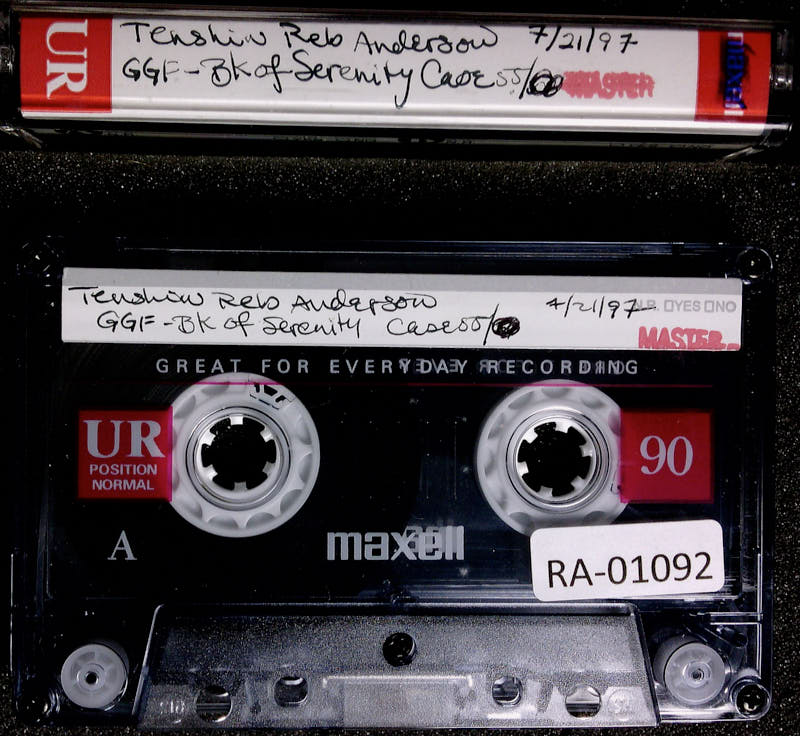 UR
Tenshin Reb Anderson 7/21/97
GGF - BK of Serenity Case 55/ MASTER
maxell
Tenshin Reb Anderson 7/21/97 N.R. □YES □NO
GGF - BK of Serenity Case 55/ MASTER
GREAT FOR EVERYDAY RECORDING
UR
POSITION
NORMAL
90
A
maxell
RA-01092